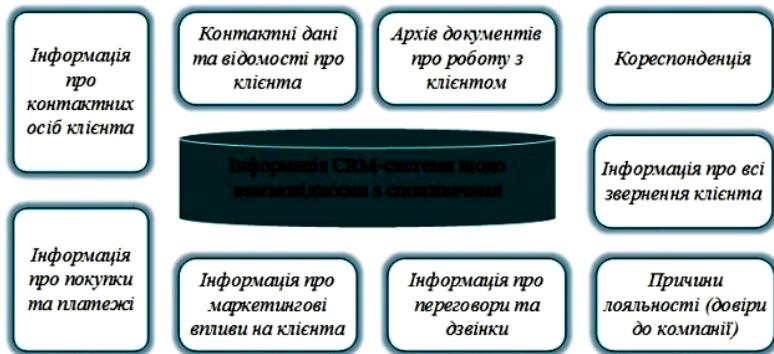 Інформація
про
контактних
осіб клієнта
Контактні дані
та відомості про
клієнта
Архів документів
про роботу з
клієнтом
Кореспонденція
Інформація CRM-системи щодо
взаємовідносин з споживачами
Інформація про всі
звернення клієнта
Інформація
про покупки
та платежі
Інформація про
маркетингові
впливи на клієнта
Інформація про
переговори та
дзвінки
Причини
лояльності (довіри
до компанії)